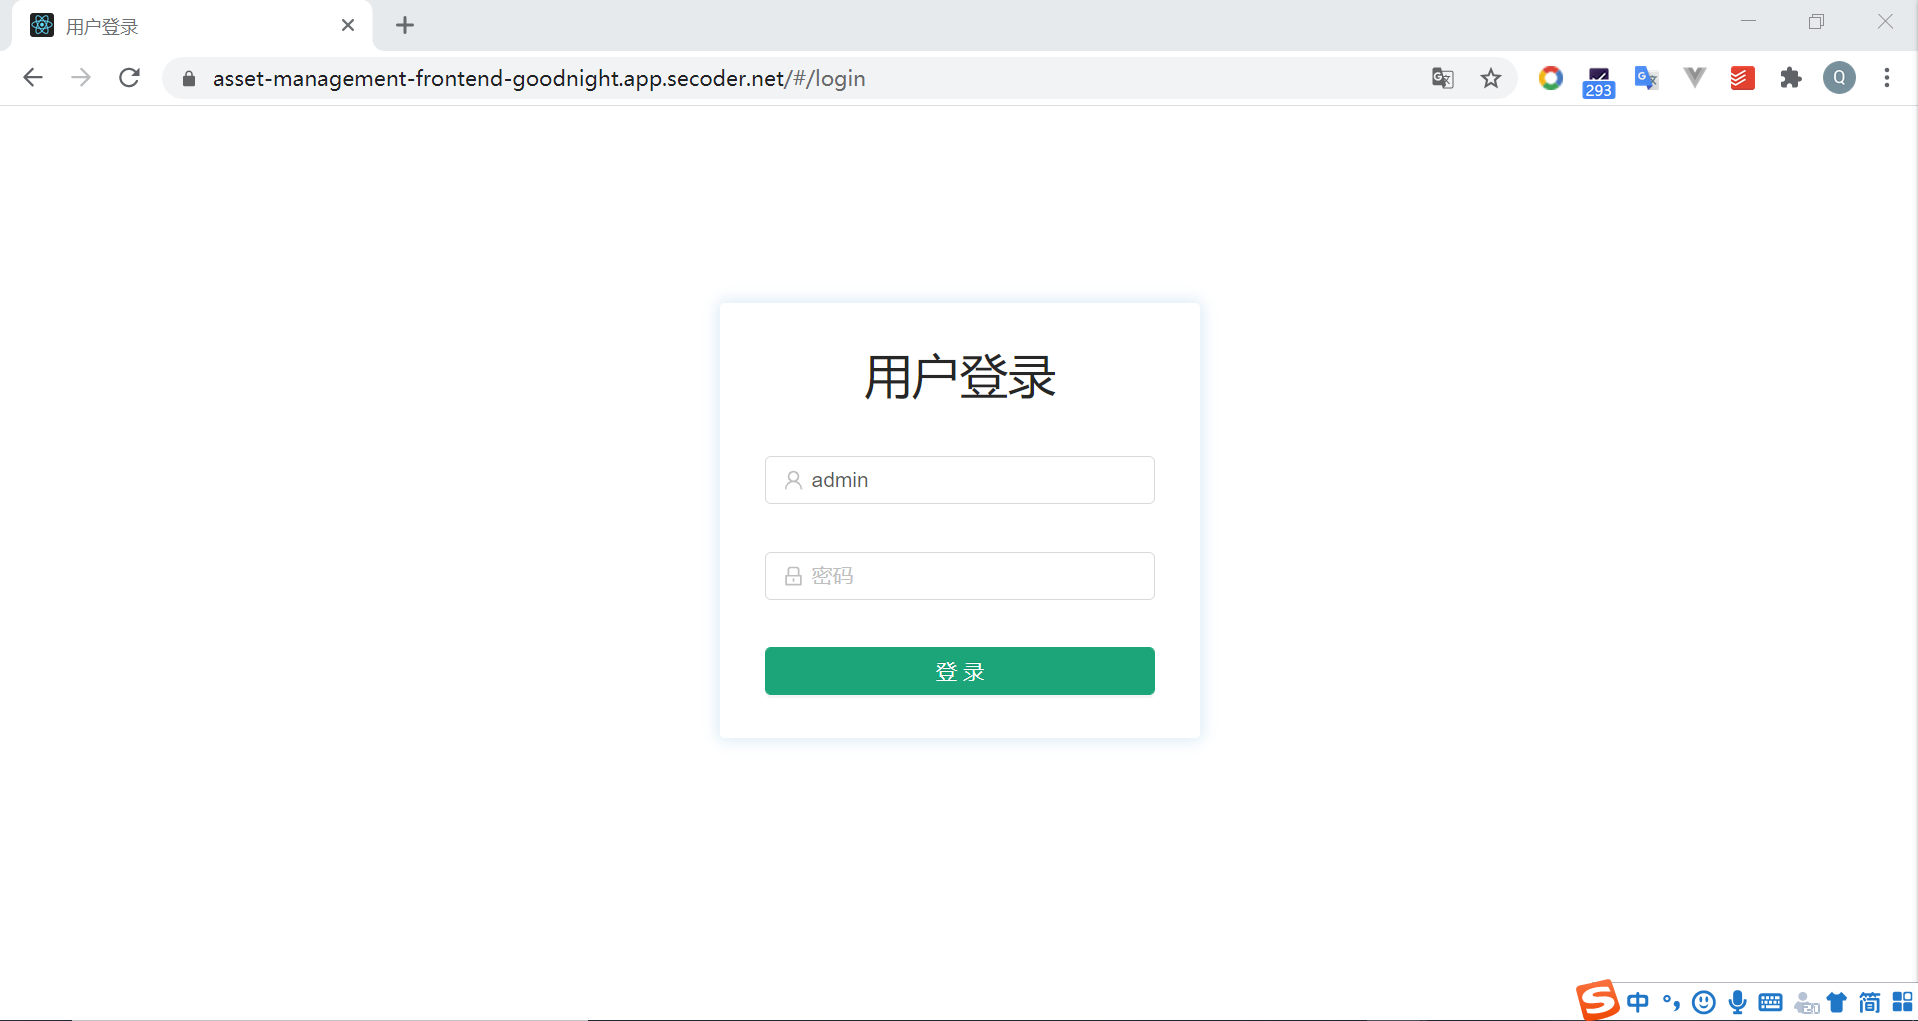 用户登录
asset-management-frontend-goodnight.app.secoder.net/#/login
293
Q
用户登录
admin
密码
登 录
中
简